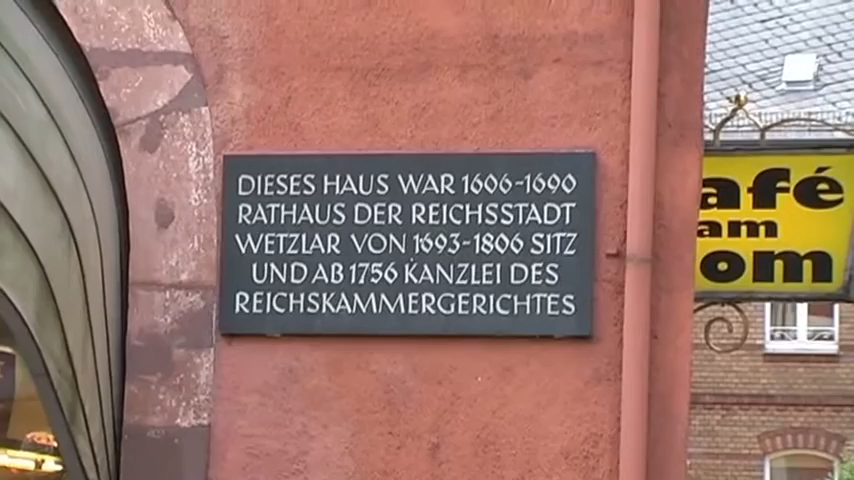 DIESES HAUS WAR 1606-1690
RATHAUS DER REICHSSTADT
WETZLAR VON 1693-1806 SITZ
UND AB 1756 KANZLEI DES
REICHSKAMMERGERICHTES
afé
am
om